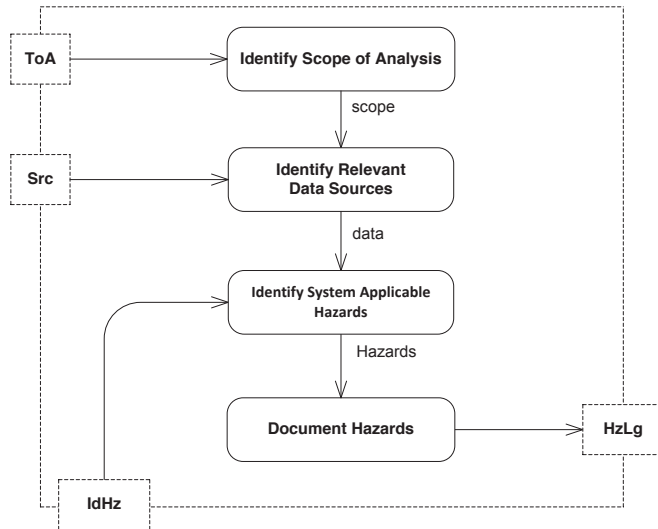 ToA
Identify Scope of Analysis
scope
Src
Identify Relevant
Data Sources
data
Identify System Applicable
Hazards
Hazards
Document Hazards
HzLg
IdHz